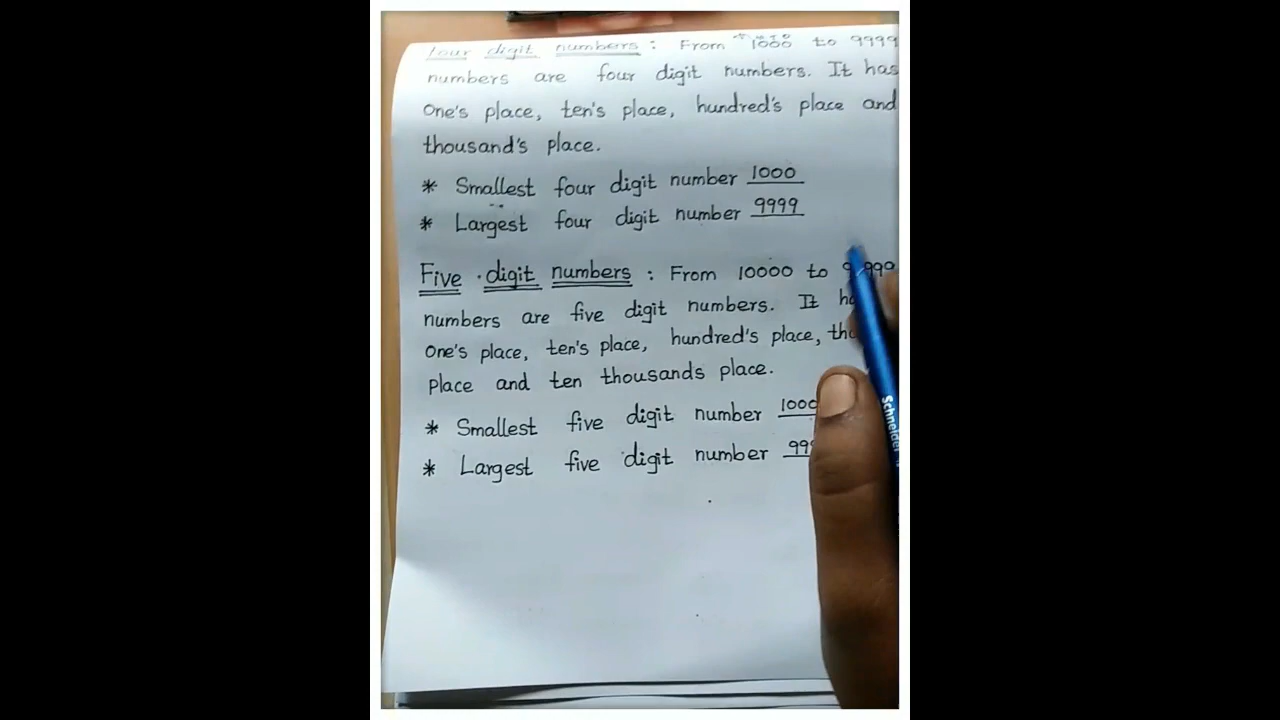 Four digit numbers : From 1000 to 9999
numbers are four digit numbers. It has
One's place, ten's place, hundred's place and
thousand's place.
* Smallest four digit number 1000
* Largest four digit number 9999
Five digit numbers : From 10000 to
numbers are five digit numbers. It
One's place, ten's place, hundred's place,
place and ten thousands place.
* Smallest five digit number
* Largest five digit number
Schneider